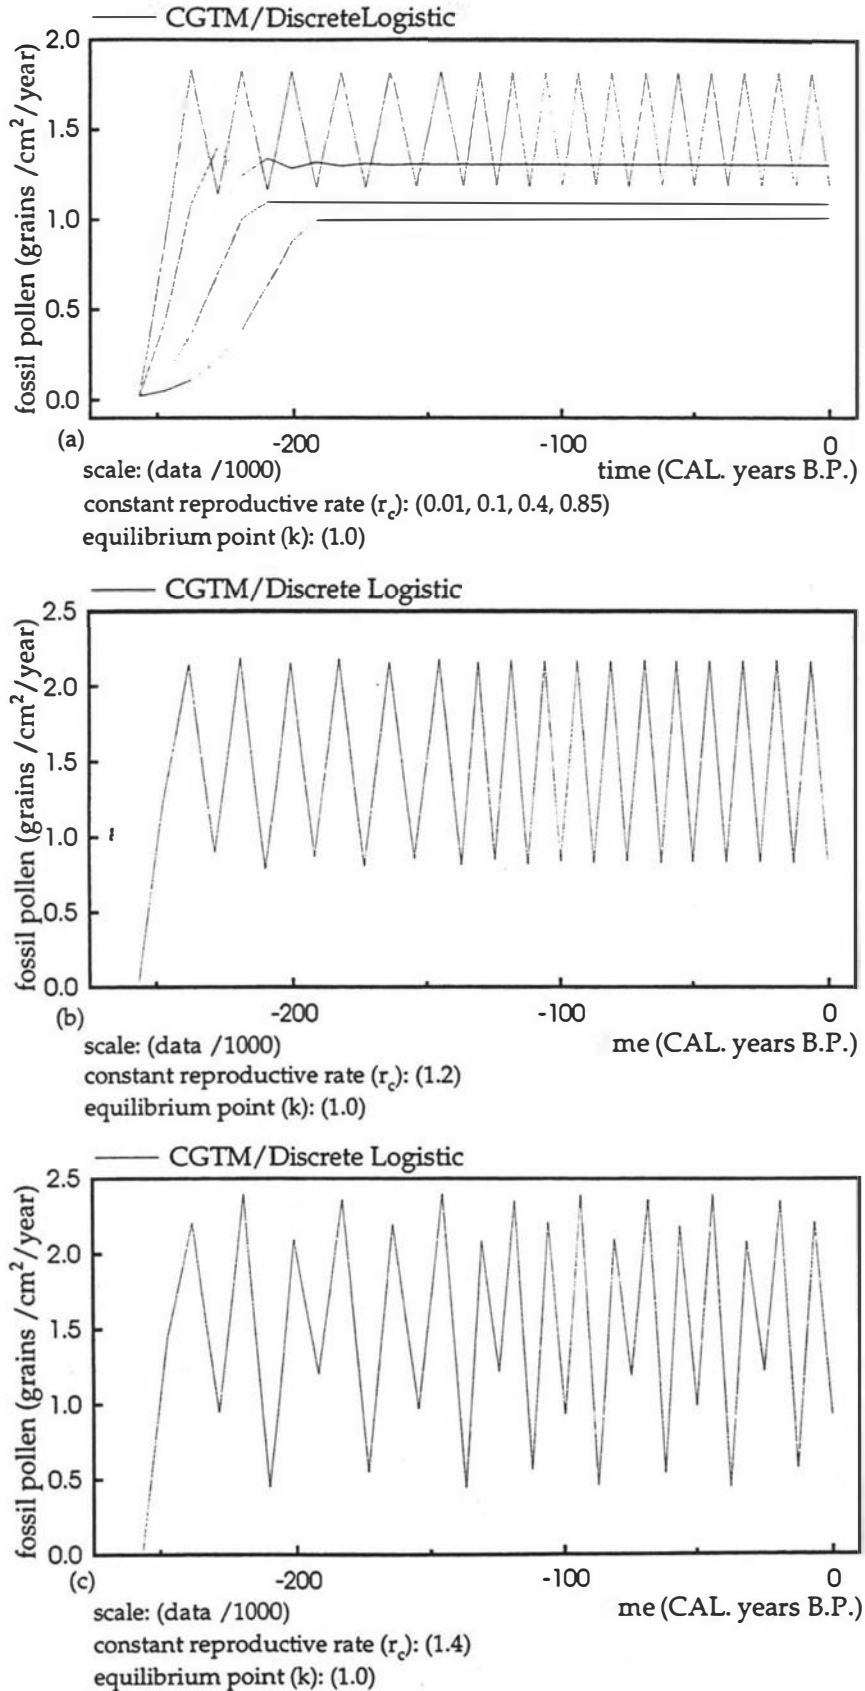 CGTM/DiscreteLogistic
2.0
1.5
1.0
0.5
0.0
fossil pollen (grains /cm²/year)
(a)
-200
-100
0
scale: (data /1000)
time (CAL. years B.P.)
constant reproductive rate (r_c): (0.01, 0.1, 0.4, 0.85)
equilibrium point (k): (1.0)
CGTM/Discrete Logistic
2.5
2.0
1.5
1.0
0.5
0.0
fossil pollen (grains /cm²/year)
(b)
-200
-100
0
scale: (data /1000)
me (CAL. years B.P.)
constant reproductive rate (r_c): (1.2)
equilibrium point (k): (1.0)
CGTM/Discrete Logistic
2.5
2.0
1.5
1.0
0.5
0.0
fossil pollen (grains /cm²/year)
(c)
-200
-100
0
scale: (data /1000)
me (CAL. years B.P.)
constant reproductive rate (r_c): (1.4)
equilibrium point (k): (1.0)